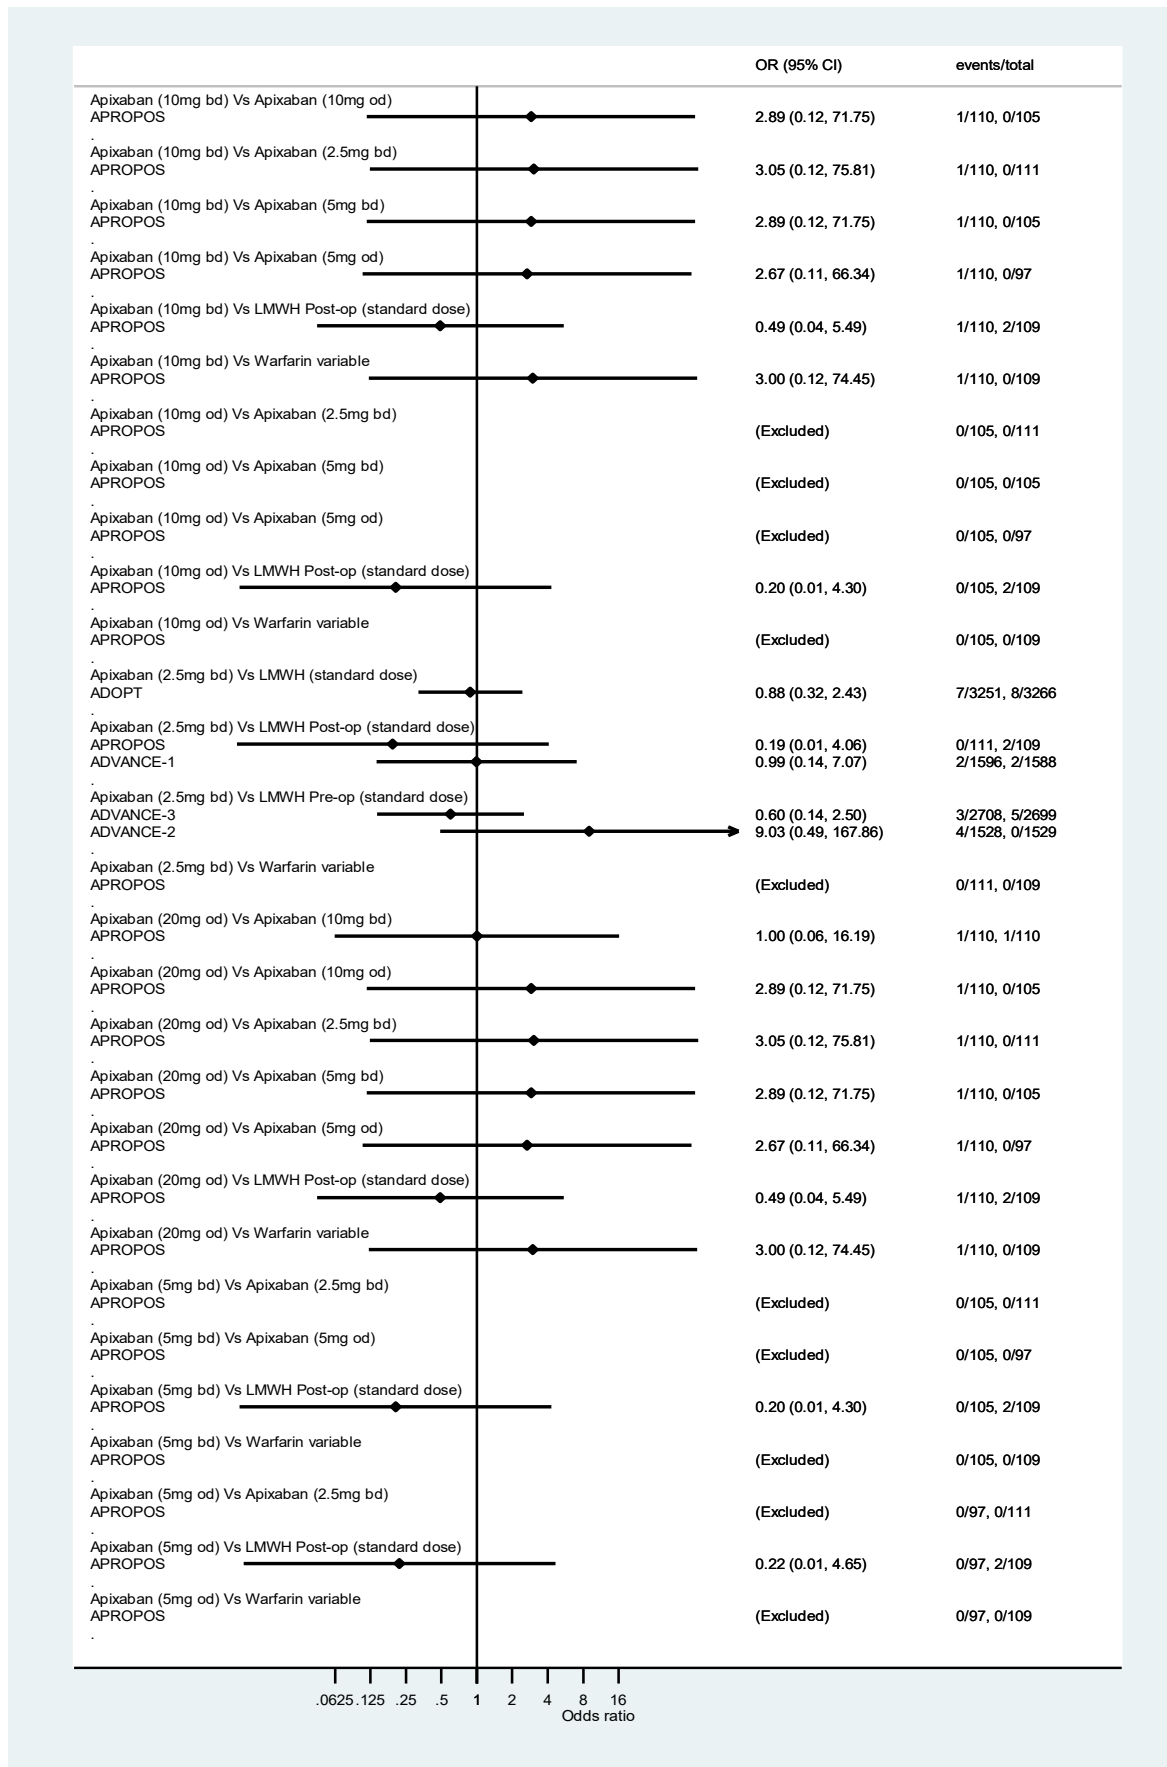 OR (95% CI) events/total
Apixaban (10mg bd) Vs Apixaban (10mg od)
APROPOS 2.89 (0.12, 71.75) 1/110, 0/105
.
Apixaban (10mg bd) Vs Apixaban (2.5mg bd)
APROPOS 3.05 (0.12, 75.81) 1/110, 0/111
.
Apixaban (10mg bd) Vs Apixaban (5mg bd)
APROPOS 2.89 (0.12, 71.75) 1/110, 0/105
.
Apixaban (10mg bd) Vs Apixaban (5mg od)
APROPOS 2.67 (0.11, 66.34) 1/110, 0/97
.
Apixaban (10mg bd) Vs LMWH Post-op (standard dose)
APROPOS 0.49 (0.04, 5.49) 1/110, 2/109
.
Apixaban (10mg bd) Vs Warfarin variable
APROPOS 3.00 (0.12, 74.45) 1/110, 0/109
.
Apixaban (10mg od) Vs Apixaban (2.5mg bd)
APROPOS (Excluded) 0/105, 0/111
.
Apixaban (10mg od) Vs Apixaban (5mg bd)
APROPOS (Excluded) 0/105, 0/105
.
Apixaban (10mg od) Vs Apixaban (5mg od)
APROPOS (Excluded) 0/105, 0/97
.
Apixaban (10mg od) Vs LMWH Post-op (standard dose)
APROPOS 0.20 (0.01, 4.30) 0/105, 2/109
.
Apixaban (10mg od) Vs Warfarin variable
APROPOS (Excluded) 0/105, 0/109
.
Apixaban (2.5mg bd) Vs LMWH (standard dose)
ADOPT 0.88 (0.32, 2.43) 7/3251, 8/3266
.
Apixaban (2.5mg bd) Vs LMWH Post-op (standard dose)
APROPOS 0.19 (0.01, 4.06) 0/111, 2/109
ADVANCE-1 0.99 (0.14, 7.07) 2/1596, 2/1588
.
Apixaban (2.5mg bd) Vs LMWH Pre-op (standard dose)
ADVANCE-3 0.60 (0.14, 2.50) 3/2708, 5/2699
ADVANCE-2 9.03 (0.49, 167.86) 4/1528, 0/1529
.
Apixaban (2.5mg bd) Vs Warfarin variable
APROPOS (Excluded) 0/111, 0/109
.
Apixaban (20mg od) Vs Apixaban (10mg bd)
APROPOS 1.00 (0.06, 16.19) 1/110, 1/110
.
Apixaban (20mg od) Vs Apixaban (10mg od)
APROPOS 2.89 (0.12, 71.75) 1/110, 0/105
.
Apixaban (20mg od) Vs Apixaban (2.5mg bd)
APROPOS 3.05 (0.12, 75.81) 1/110, 0/111
.
Apixaban (20mg od) Vs Apixaban (5mg bd)
APROPOS 2.89 (0.12, 71.75) 1/110, 0/105
.
Apixaban (20mg od) Vs Apixaban (5mg od)
APROPOS 2.67 (0.11, 66.34) 1/110, 0/97
.
Apixaban (20mg od) Vs LMWH Post-op (standard dose)
APROPOS 0.49 (0.04, 5.49) 1/110, 2/109
.
Apixaban (20mg od) Vs Warfarin variable
APROPOS 3.00 (0.12, 74.45) 1/110, 0/109
.
Apixaban (5mg bd) Vs Apixaban (2.5mg bd)
APROPOS (Excluded) 0/105, 0/111
.
Apixaban (5mg bd) Vs Apixaban (5mg od)
APROPOS (Excluded) 0/105, 0/97
.
Apixaban (5mg bd) Vs LMWH Post-op (standard dose)
APROPOS 0.20 (0.01, 4.30) 0/105, 2/109
.
Apixaban (5mg bd) Vs Warfarin variable
APROPOS (Excluded) 0/105, 0/109
.
Apixaban (5mg od) Vs Apixaban (2.5mg bd)
APROPOS (Excluded) 0/97, 0/111
.
Apixaban (5mg od) Vs LMWH Post-op (standard dose)
APROPOS 0.22 (0.01, 4.65) 0/97, 2/109
.
Apixaban (5mg od) Vs Warfarin variable
APROPOS (Excluded) 0/97, 0/109
.
.0625 .125 .25 .5 1 2 4 8 16
Odds ratio